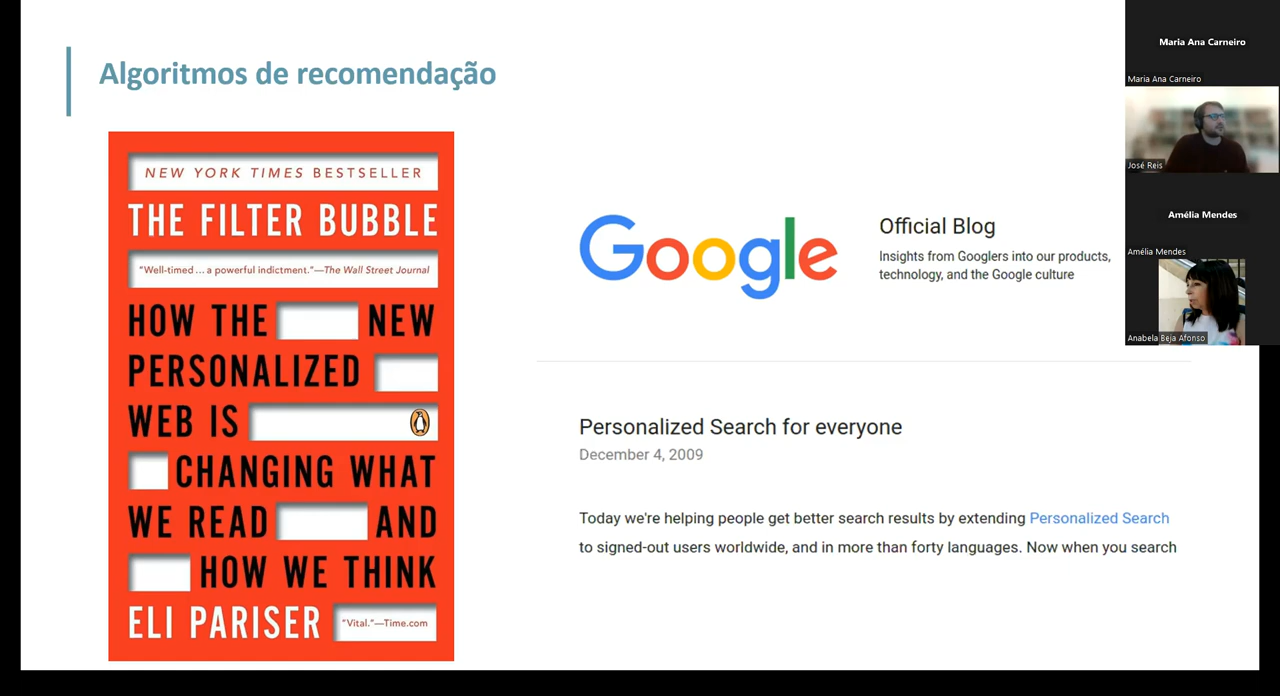 Algoritmos de recomendação
NEW YORK TIMES BESTSELLER
THE FILTER BUBBLE
"Well-timed ... a powerful indictment."—The Wall Street Journal
HOW THE NEW
PERSONALIZED
WEB IS
CHANGING WHAT
WE READ AND
HOW WE THINK
ELI PARISER
"Vital."—Time.com
Google
Official Blog
Insights from Googlers into our products,
technology, and the Google culture
Personalized Search for everyone
December 4, 2009
Today we're helping people get better search results by extending Personalized Search
to signed-out users worldwide, and in more than forty languages. Now when you search
Maria Ana Carneiro
Maria Ana Carneiro
José Reis
Amélia Mendes
Amélia Mendes
Anabela Beja Afonso